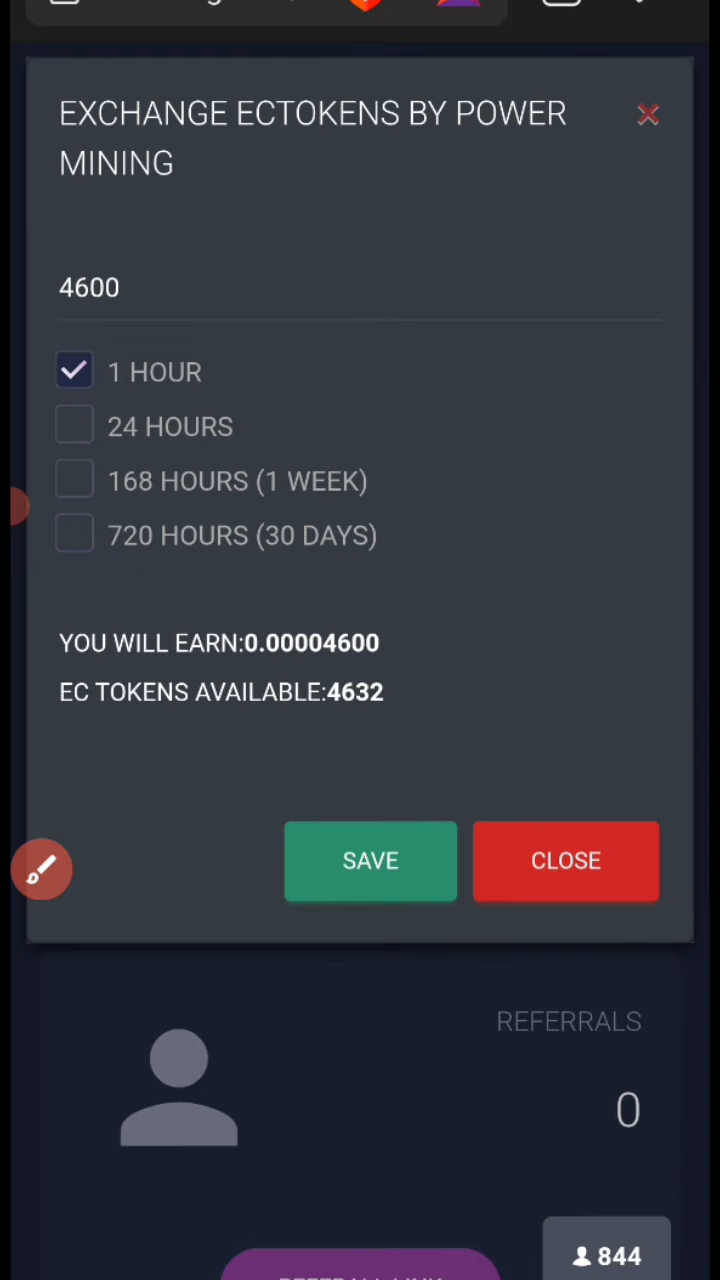 EXCHANGE ECTOKENS BY POWER
MINING
4600
1 HOUR
24 HOURS
168 HOURS (1 WEEK)
720 HOURS (30 DAYS)
YOU WILL EARN:0.00004600
EC TOKENS AVAILABLE:4632
SAVE
CLOSE
REFERRALS
0
844